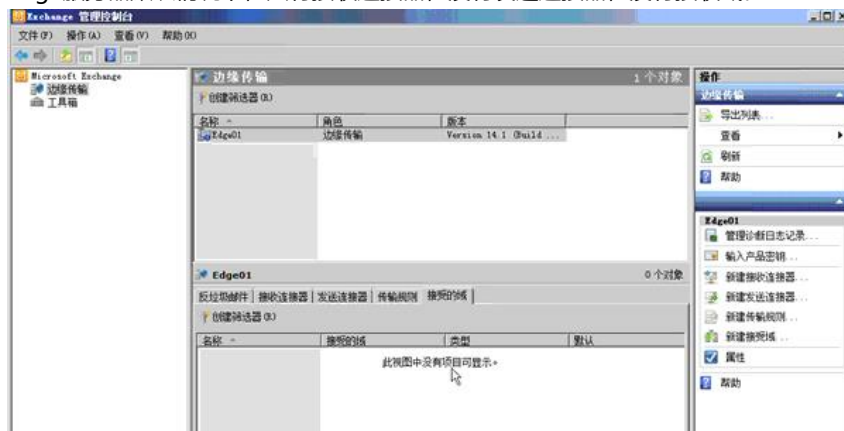 Exchange 管理控制台
文件(F) 操作(A) 查看(V) 帮助(H)
Microsoft Exchange
边缘传输
工具箱
边缘传输 1 个对象
创建筛选器(R)
名称 角色 版本
Edge01 边缘传输 Version 14.1 (Build ...
Edge01 0 个对象
反垃圾邮件 接收连接器 发送连接器 传输规则 接受的域
创建筛选器(R)
名称 接受的域 类型 默认
此视图中没有项目可显示。
操作
边缘传输
导出列表...
查看
刷新
帮助
Edge01
管理诊断日志记录...
输入产品密钥...
新建接收连接器...
新建发送连接器...
新建传输规则...
新建接受域...
属性
帮助